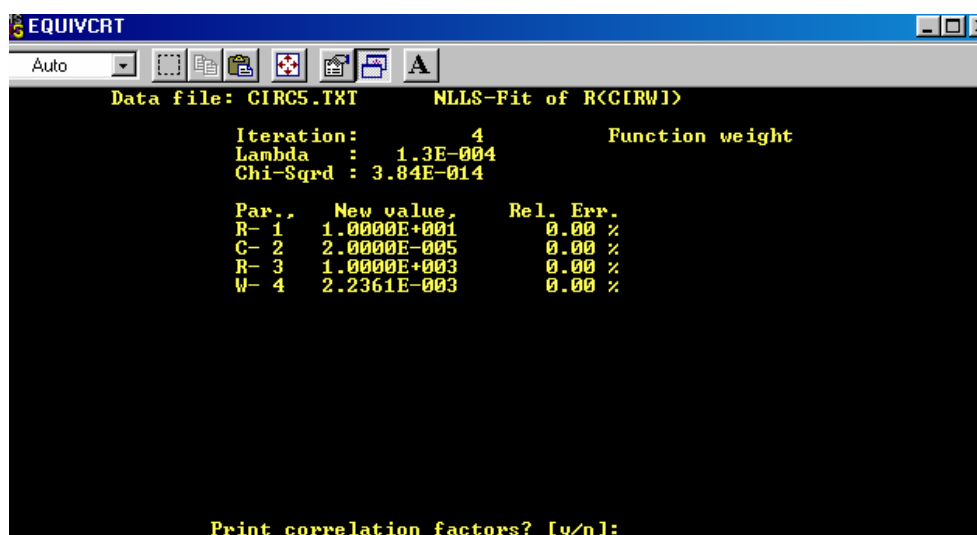 EQUIVCRT
Auto
A
Data file: CIRC5.TXT NLLS-Fit of R(C[RW])
Iteration: 4 Function weight
Lambda : 1.3E-004
Chi-Sqrd : 3.84E-014
Par., New value, Rel. Err.
R- 1 1.0000E+001 0.00 %
C- 2 2.0000E-005 0.00 %
R- 3 1.0000E+003 0.00 %
W- 4 2.2361E-003 0.00 %
Print correlation factors? [y/n]: